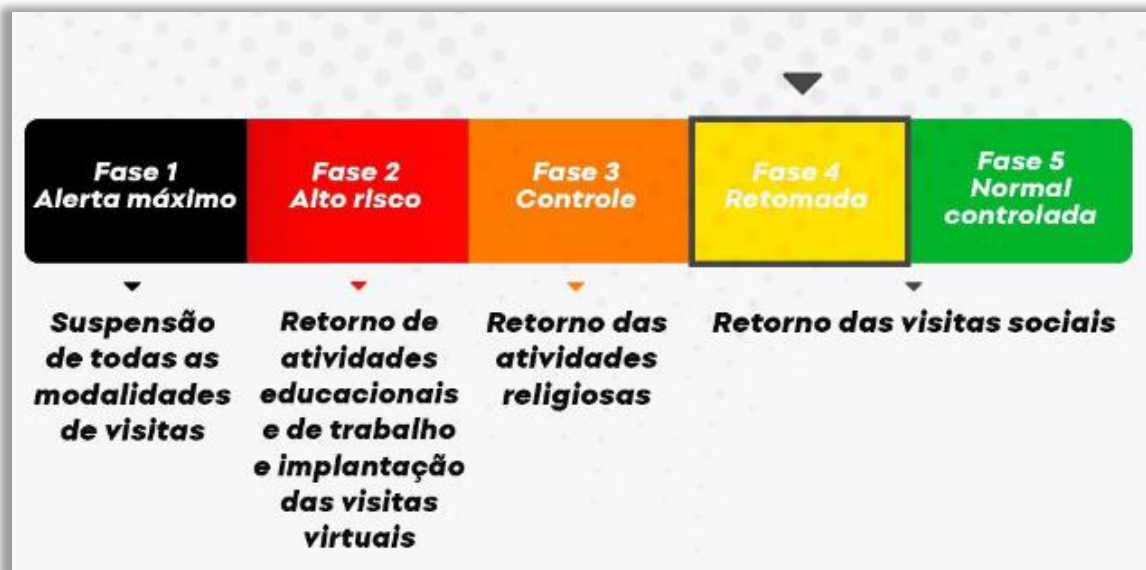 Fase 1
Alerta máximo
Fase 2
Alto risco
Fase 3
Controle
Fase 4
Retomada
Fase 5
Normal
controlada
Suspensão
de todas as
modalidades
de visitas
Retorno de
atividades
educacionais
e de trabalho
e implantação
das visitas
virtuais
Retorno das
atividades
religiosas
Retorno das visitas sociais